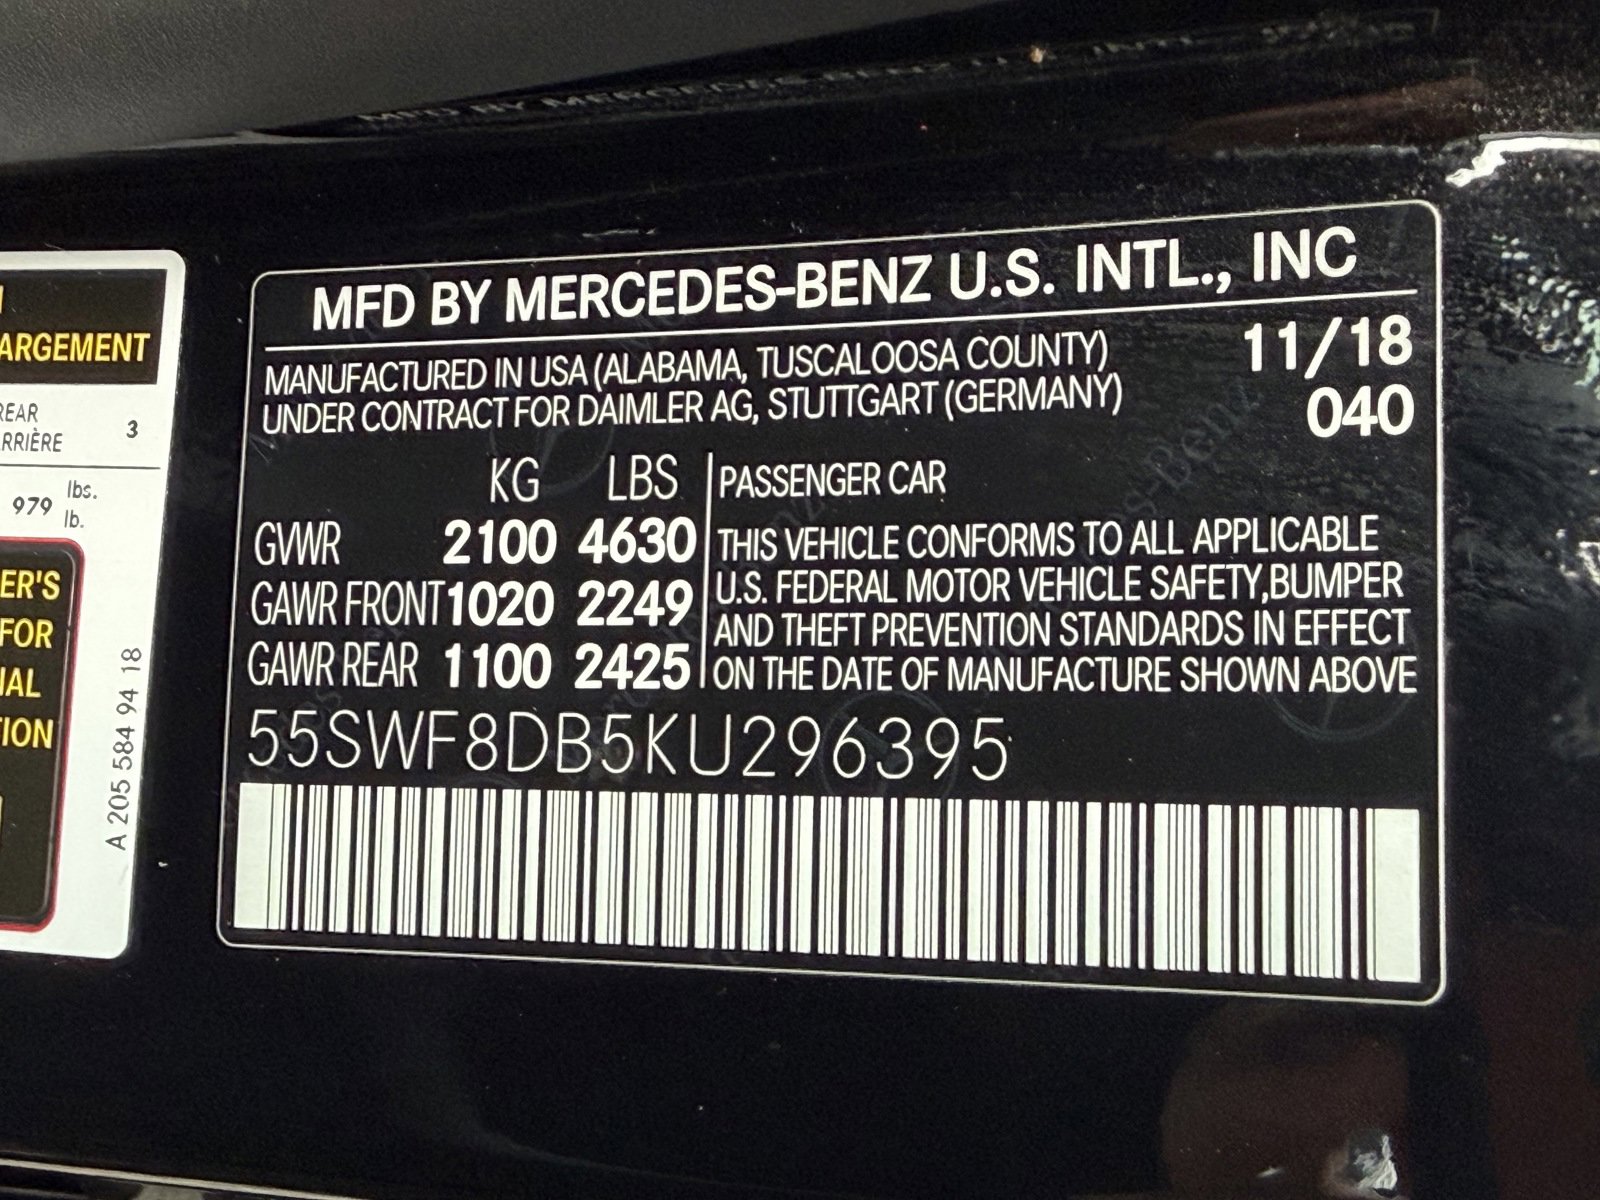 ARGEMENT
REAR
RRIÈRE 3
979 lbs.
lb.
ER'S
FOR
IAL
TION
A 205 584 94 18
MFD BY MERCEDES-BENZ U.S. INTL., INC
MANUFACTURED IN USA (ALABAMA, TUSCALOOSA COUNTY) 11/18
UNDER CONTRACT FOR DAIMLER AG, STUTTGART (GERMANY) 040
KG LBS PASSENGER CAR
GVWR 2100 4630
GAWR FRONT 1020 2249
GAWR REAR 1100 2425
THIS VEHICLE CONFORMS TO ALL APPLICABLE
U.S. FEDERAL MOTOR VEHICLE SAFETY,BUMPER
AND THEFT PREVENTION STANDARDS IN EFFECT
ON THE DATE OF MANUFACTURE SHOWN ABOVE
55SWF8DB5KU296395